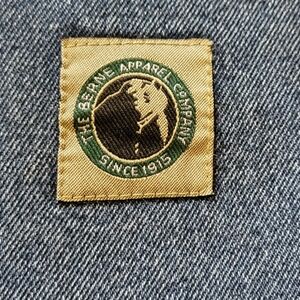 THE BERNE APPAREL COMPANY
SINCE 1915